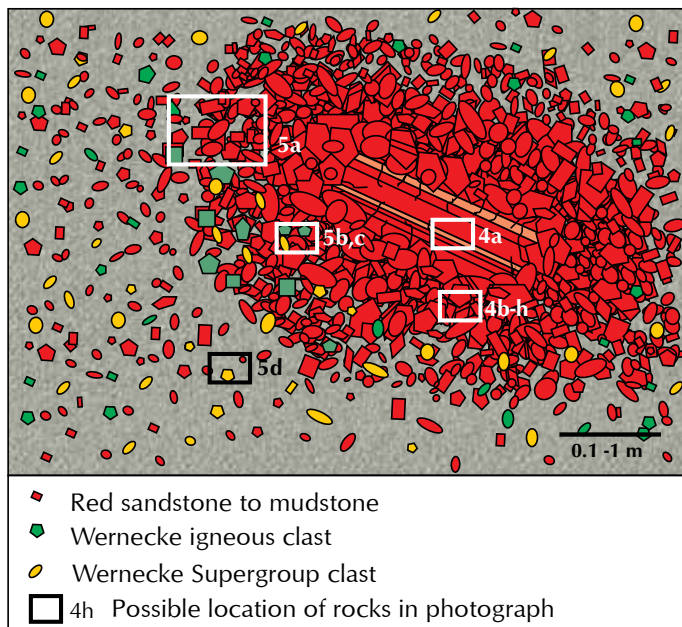 5a
5b,c
4a
4b-h
5d
0.1 -1 m
Red sandstone to mudstone
Wernecke igneous clast
Wernecke Supergroup clast
4h Possible location of rocks in photograph